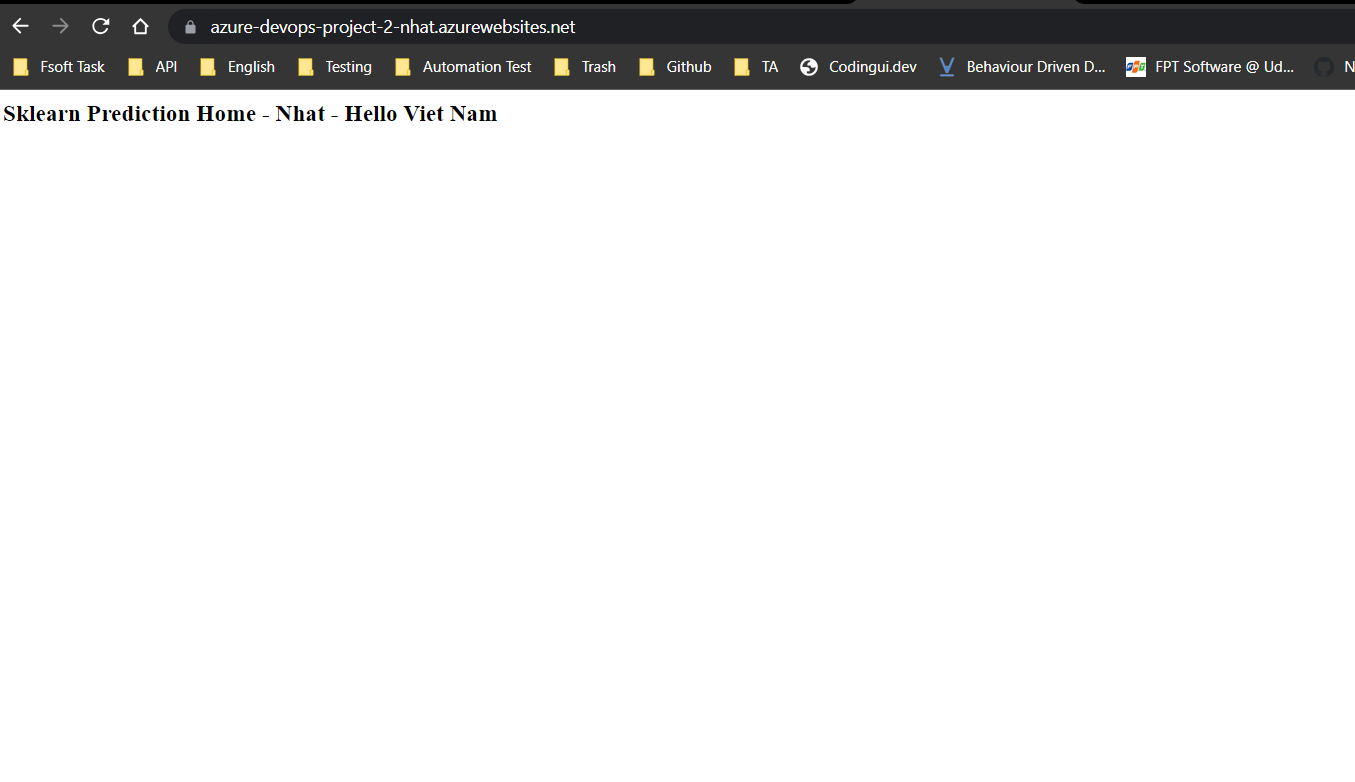 azure-devops-project-2-nhat.azurewebsites.net
Fsoft Task API English Testing Automation Test Trash Github TA Codingui.dev Behaviour Driven D... FPT Software @ Ud... N
Sklearn Prediction Home - Nhat - Hello Viet Nam